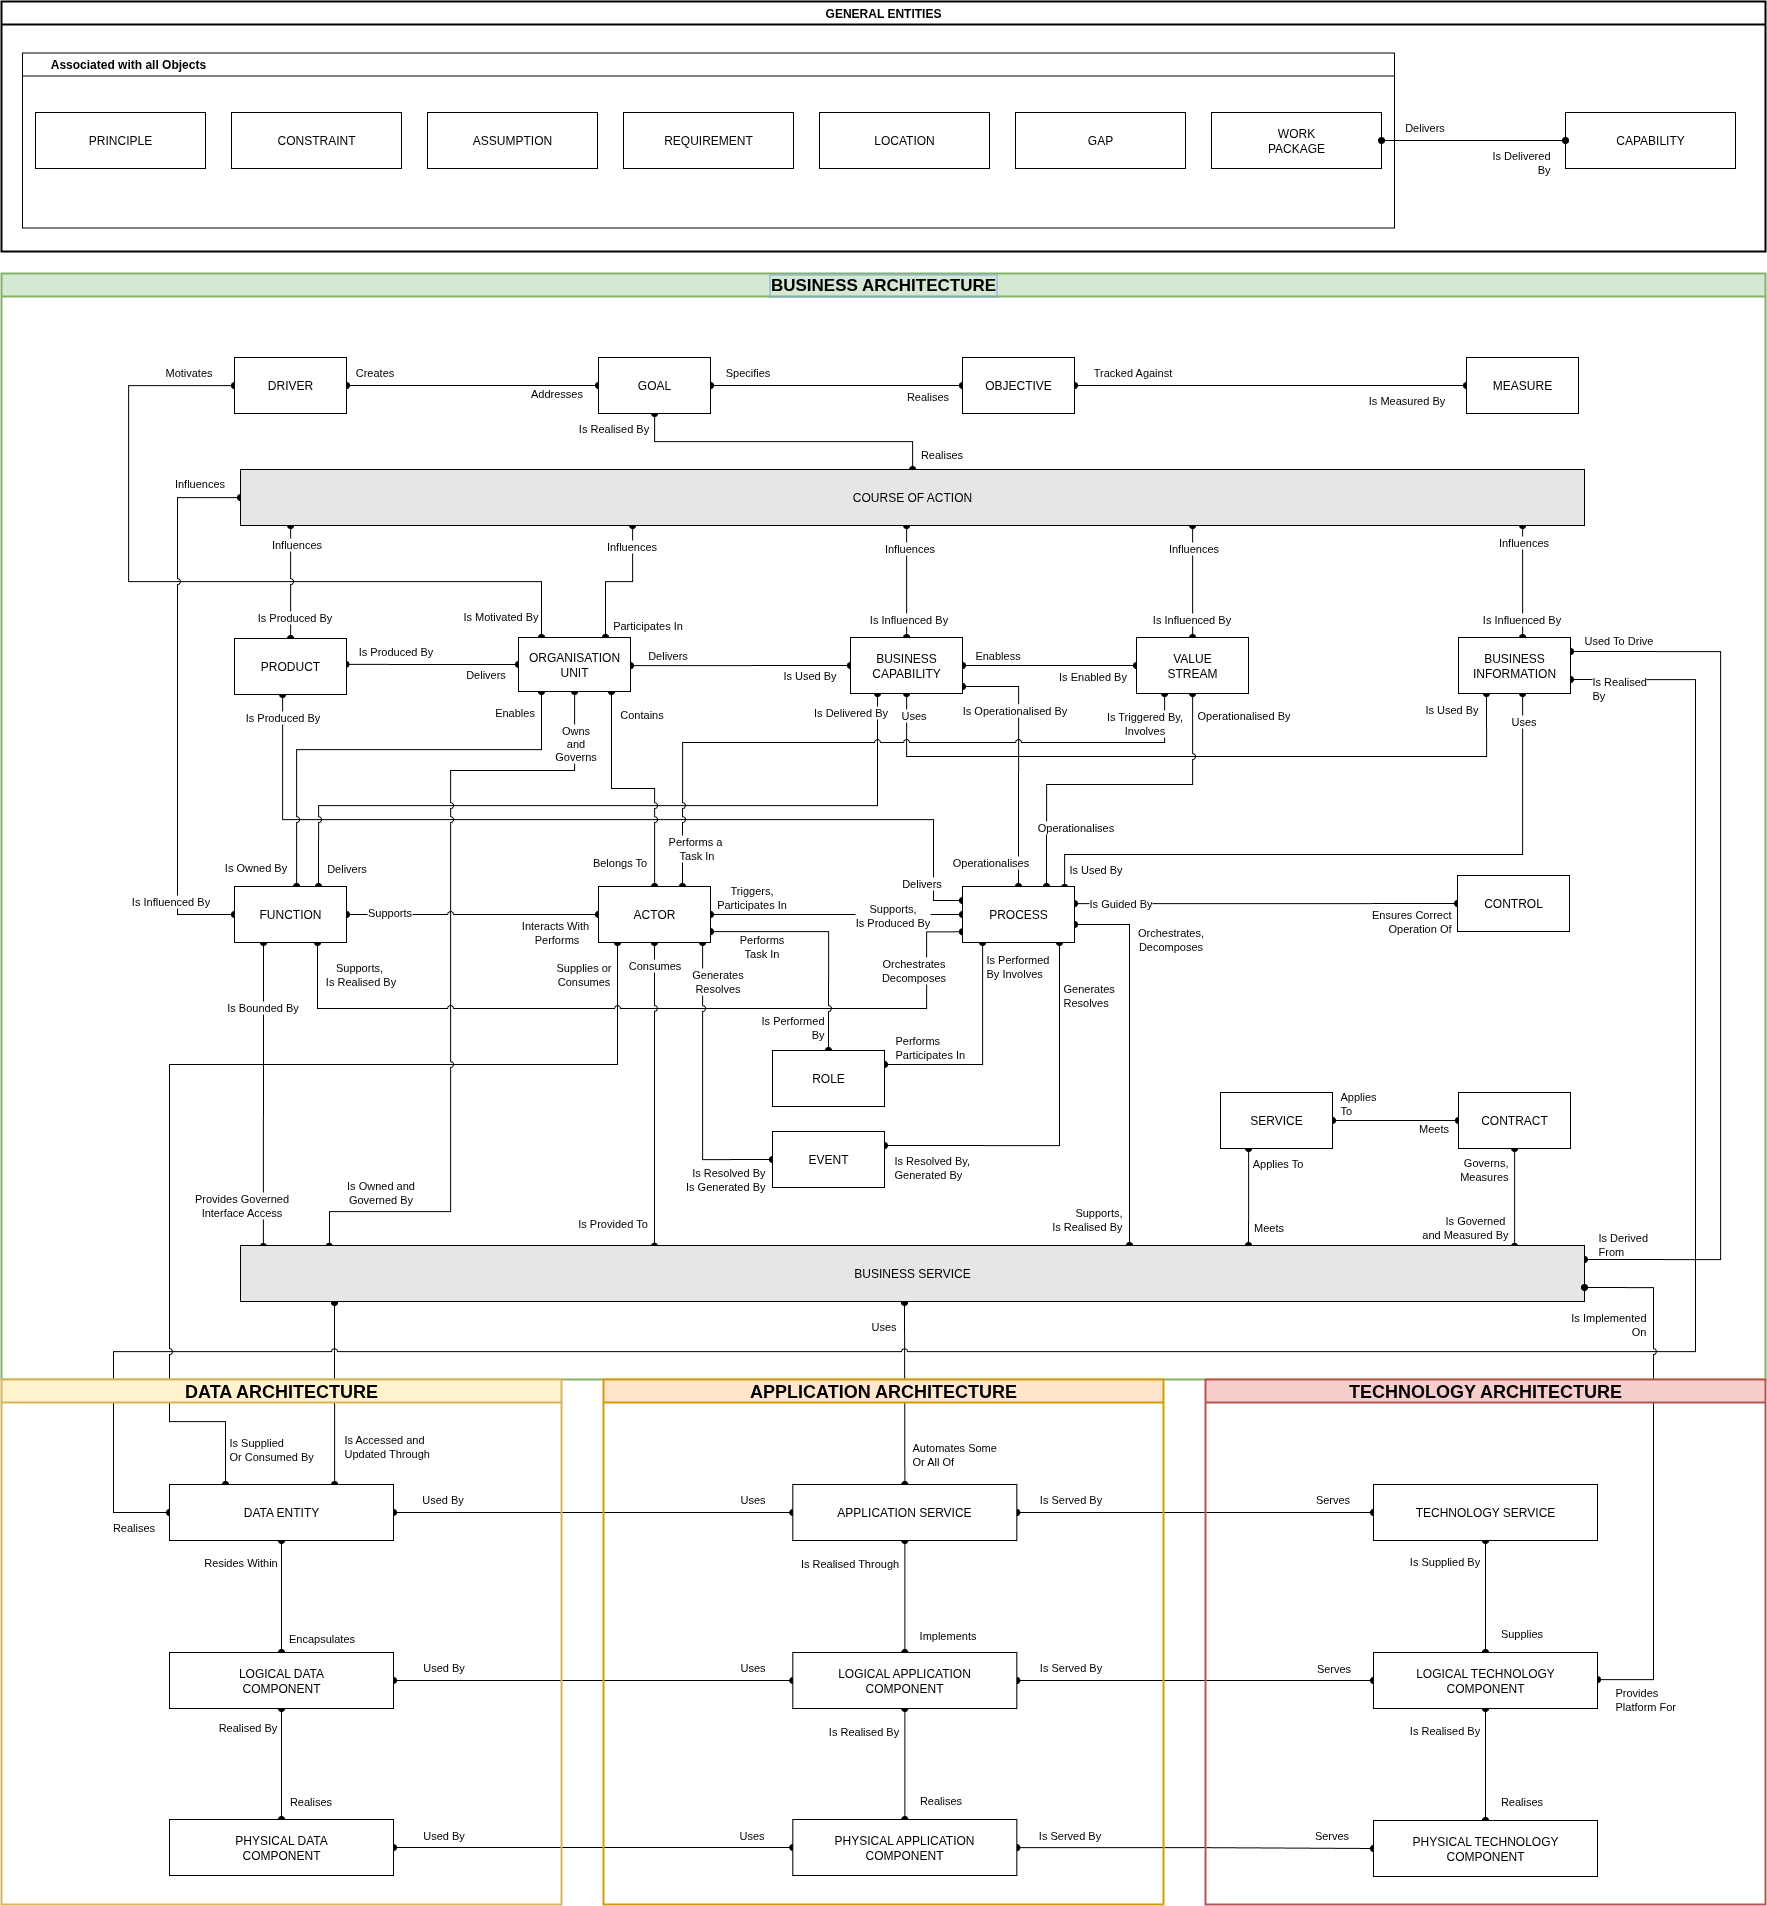 GENERAL ENTITIES
Associated with all Objects
PRINCIPLE
CONSTRAINT
ASSUMPTION
REQUIREMENT
LOCATION
GAP
WORK
PACKAGE
Delivers
Is Delivered
By
CAPABILITY
BUSINESS ARCHITECTURE
Motivates
DRIVER
Creates
Addresses
GOAL
Specifies
Realises
OBJECTIVE
Tracked Against
Is Measured By
MEASURE
Is Realised By
Realises
Influences
COURSE OF ACTION
Influences
Influences
Influences
Influences
Influences
Is Produced By
Is Motivated By
Participates In
Is Influenced By
Is Influenced By
Is Influenced By
Used To Drive
PRODUCT
Is Produced By
Delivers
ORGANISATION
UNIT
Delivers
Is Used By
BUSINESS
CAPABILITY
Enabless
Is Enabled By
VALUE
STREAM
BUSINESS
INFORMATION
Is Realised
By
Is Produced By
Enables
Owns
and
Governs
Contains
Is Delivered By
Uses
Is Operationalised By
Is Triggered By,
Involves
Operationalised By
Is Used By
Uses
Operationalises
Is Owned By
Delivers
Belongs To
Performs a
Task In
Operationalises
Is Used By
Delivers
Is Influenced By
FUNCTION
Supports
Interacts With
Performs
ACTOR
Triggers,
Participates In
Supports,
Is Produced By
PROCESS
Is Guided By
Ensures Correct
Operation Of
CONTROL
Supports,
Is Realised By
Supplies or
Consumes
Consumes
Generates
Resolves
Performs
Task In
Orchestrates
Decomposes
Is Performed
By Involves
Generates
Resolves
Orchestrates,
Decomposes
Is Bounded By
Is Performed
By
ROLE
Performs
Participates In
EVENT
Is Resolved By
Is Generated By
Is Resolved By,
Generated By
SERVICE
Applies
To
Meets
CONTRACT
Applies To
Governs,
Measures
Provides Governed
Interface Access
Is Owned and
Governed By
Is Provided To
Supports,
Is Realised By
Meets
Is Governed
and Measured By
Is Derived
From
BUSINESS SERVICE
Uses
Is Implemented
On
DATA ARCHITECTURE
APPLICATION ARCHITECTURE
TECHNOLOGY ARCHITECTURE
Is Supplied
Or Consumed By
Is Accessed and
Updated Through
Automates Some
Or All Of
Realises
DATA ENTITY
Used By
Uses
APPLICATION SERVICE
Is Served By
Serves
TECHNOLOGY SERVICE
Resides Within
Is Realised Through
Is Supplied By
Encapsulates
Implements
Supplies
LOGICAL DATA
COMPONENT
Used By
Uses
LOGICAL APPLICATION
COMPONENT
Is Served By
Serves
LOGICAL TECHNOLOGY
COMPONENT
Provides
Platform For
Realised By
Is Realised By
Is Realised By
Realises
Realises
Realises
PHYSICAL DATA
COMPONENT
Used By
Uses
PHYSICAL APPLICATION
COMPONENT
Is Served By
Serves
PHYSICAL TECHNOLOGY
COMPONENT